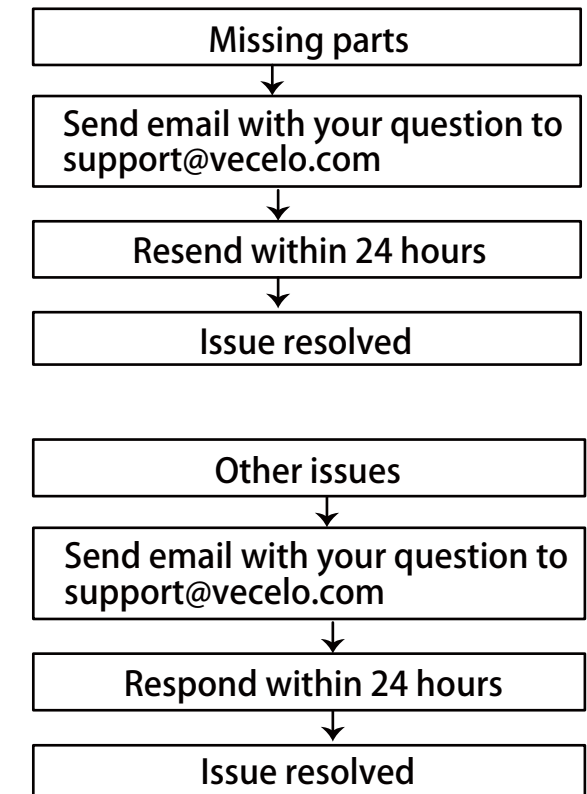 Missing parts
Send email with your question to
support@vecelo.com
Resend within 24 hours
Issue resolved
Other issues
Send email with your question to
support@vecelo.com
Respond within 24 hours
Issue resolved